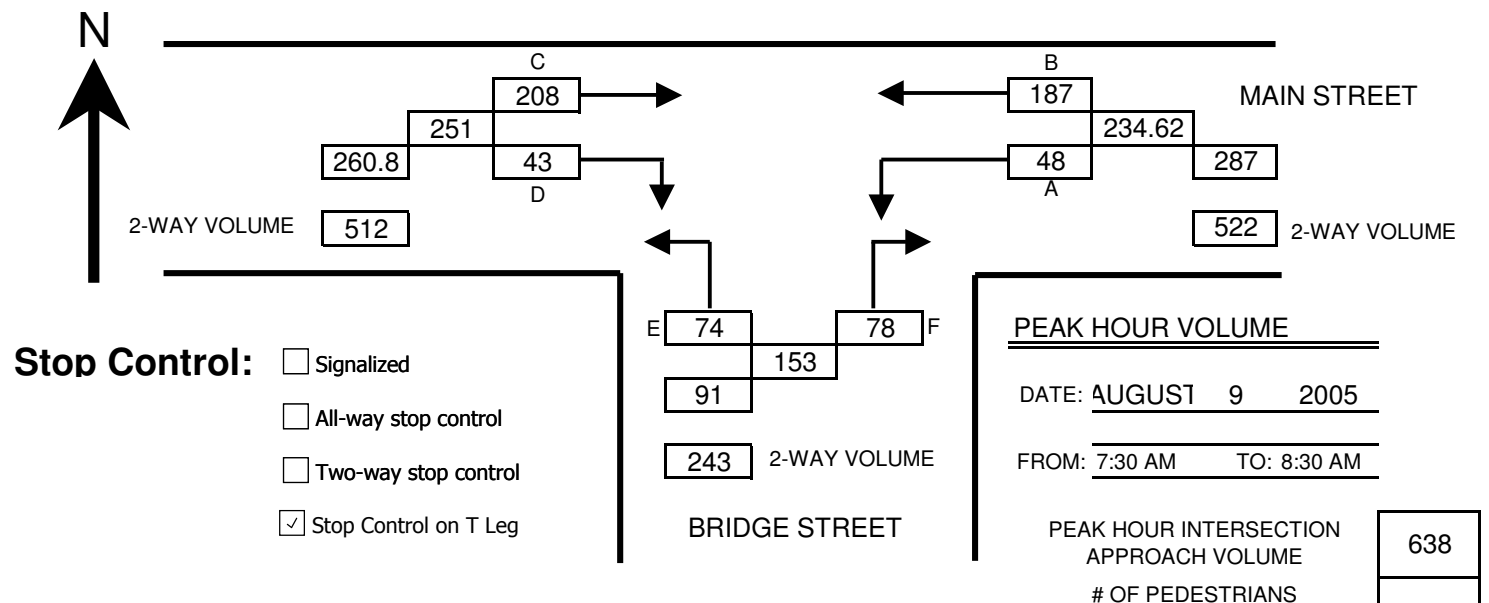 N
C
208
B
187
MAIN STREET
251
234.62
260.8
43
48
287
D
A
2-WAY VOLUME
512
522
2-WAY VOLUME
E
74
78
F
PEAK HOUR VOLUME
153
Stop Control:
Signalized
91
DATE: AUGUST 9 2005
All-way stop control
243
2-WAY VOLUME
FROM: 7:30 AM TO: 8:30 AM
Two-way stop control
Stop Control on T Leg
BRIDGE STREET
PEAK HOUR INTERSECTION
APPROACH VOLUME
638
# OF PEDESTRIANS